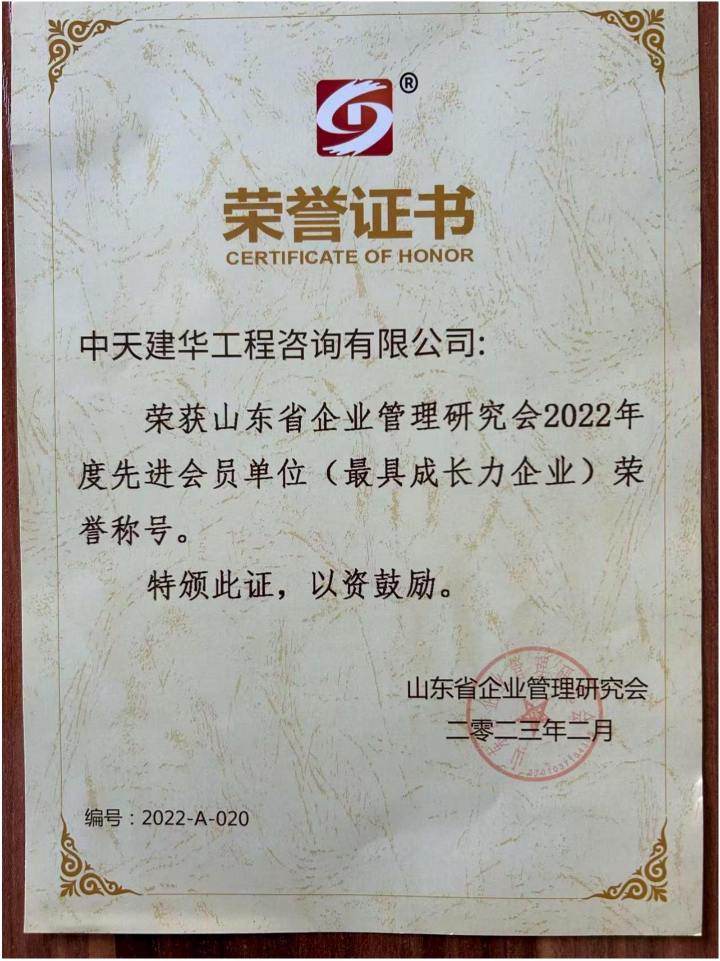 ®
荣誉证书
CERTIFICATE OF HONOR
中天建华工程咨询有限公司:
荣获山东省企业管理研究会2022年
度先进会员单位（最具成长力企业）荣
誉称号。
特颁此证，以资鼓励。
山东省企业管理研究会
二零二三年二月
编号：2022-A-020